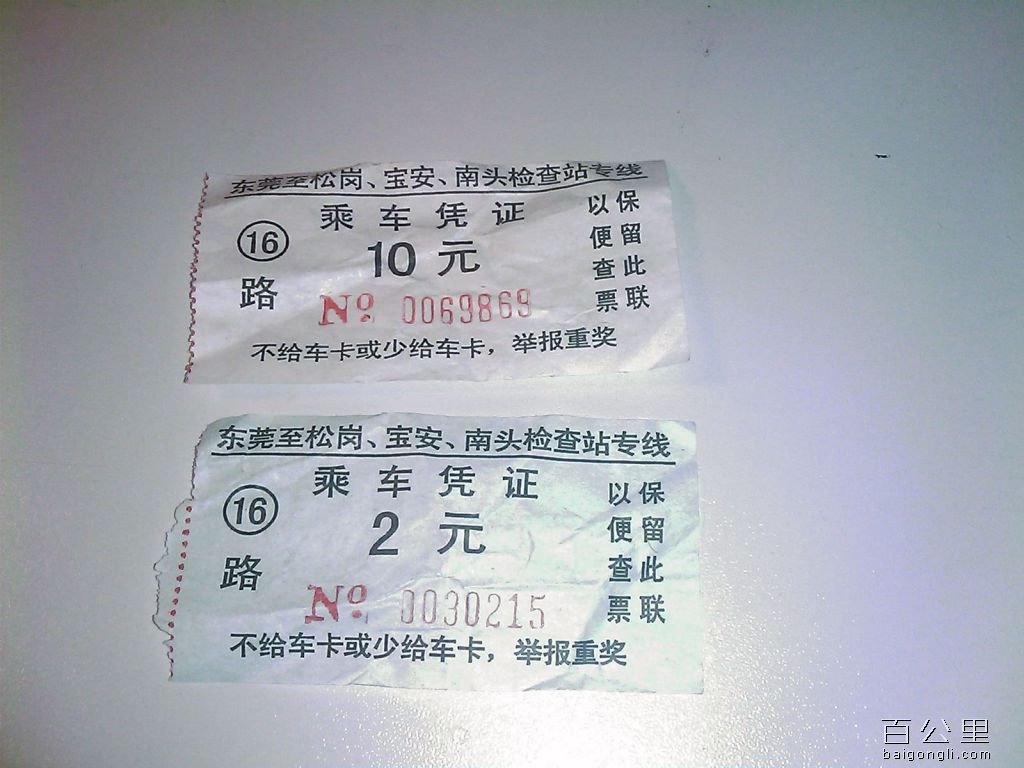 东莞至松岗、宝安、南头检查站专线
乘车凭证
16
路
10元
No 0069869
保留此联
以便查票
不给车卡或少给车卡，举报重奖
东莞至松岗、宝安、南头检查站专线
乘车凭证
16
路
2元
No 0030215
保留此联
以便查票
不给车卡或少给车卡，举报重奖
百公里
baigongli.com